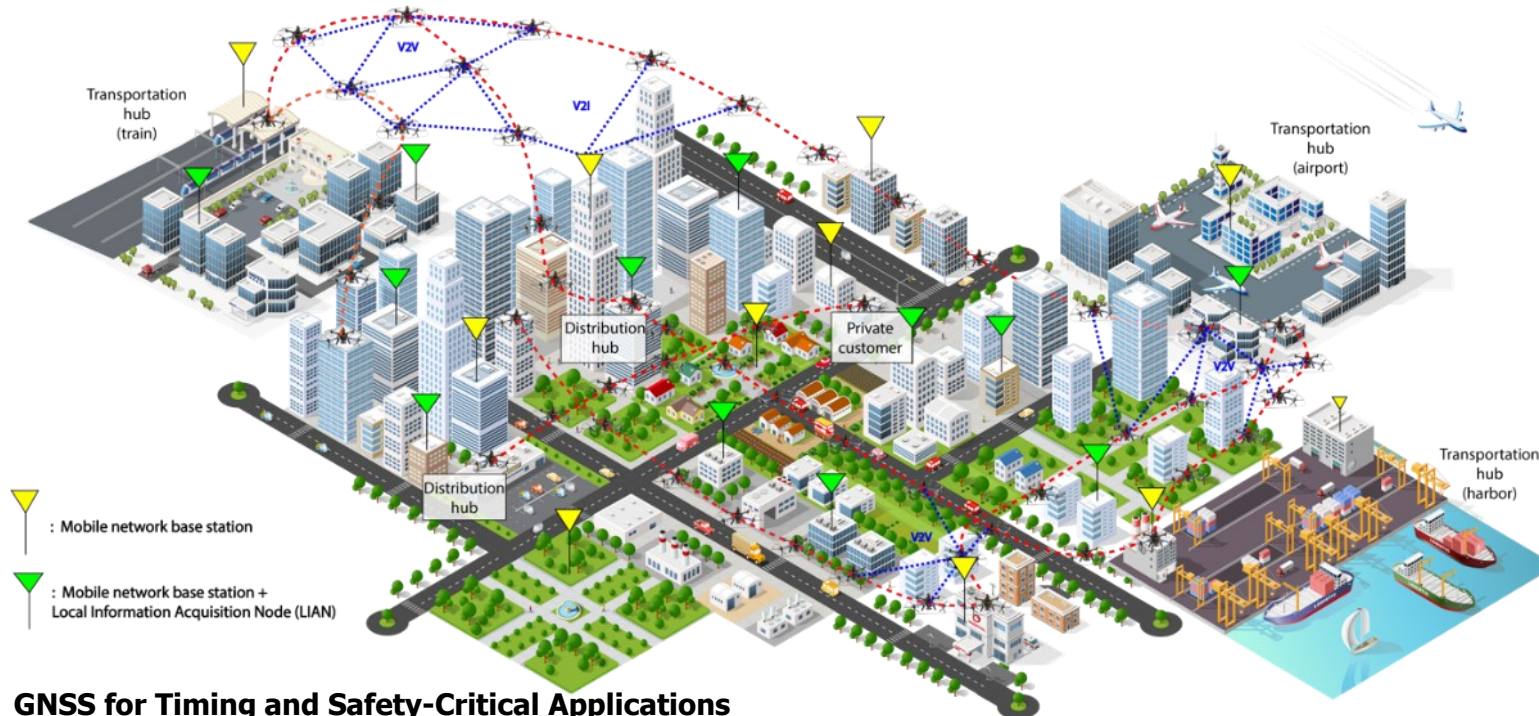 V2V
V2I
Transportation
hub
(train)
Transportation
hub
(airport)
Distribution
hub
Private
customer
V2V
Distribution
hub
V2V
Transportation
hub
(harbor)
: Mobile network base station
: Mobile network base station +
Local Information Acquisition Node (LIAN)
GNSS for Timing and Safety-Critical Applications